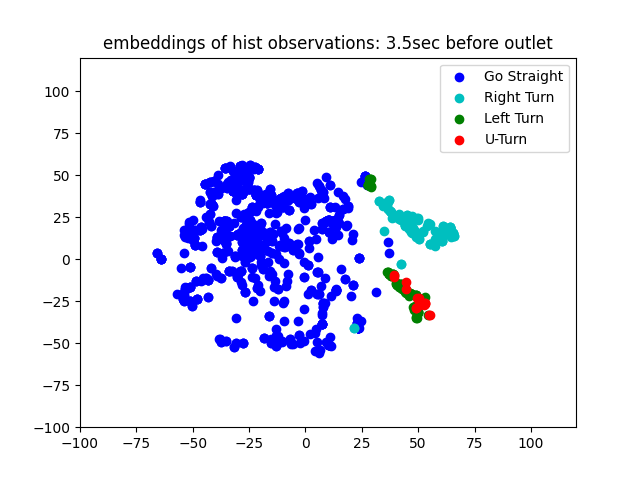 embeddings of hist observations: 3.5sec before outlet
Go Straight
Right Turn
Left Turn
U-Turn
100
75
50
25
0
−25
−50
−75
−100
−100 −75 −50 −25 0 25 50 75 100